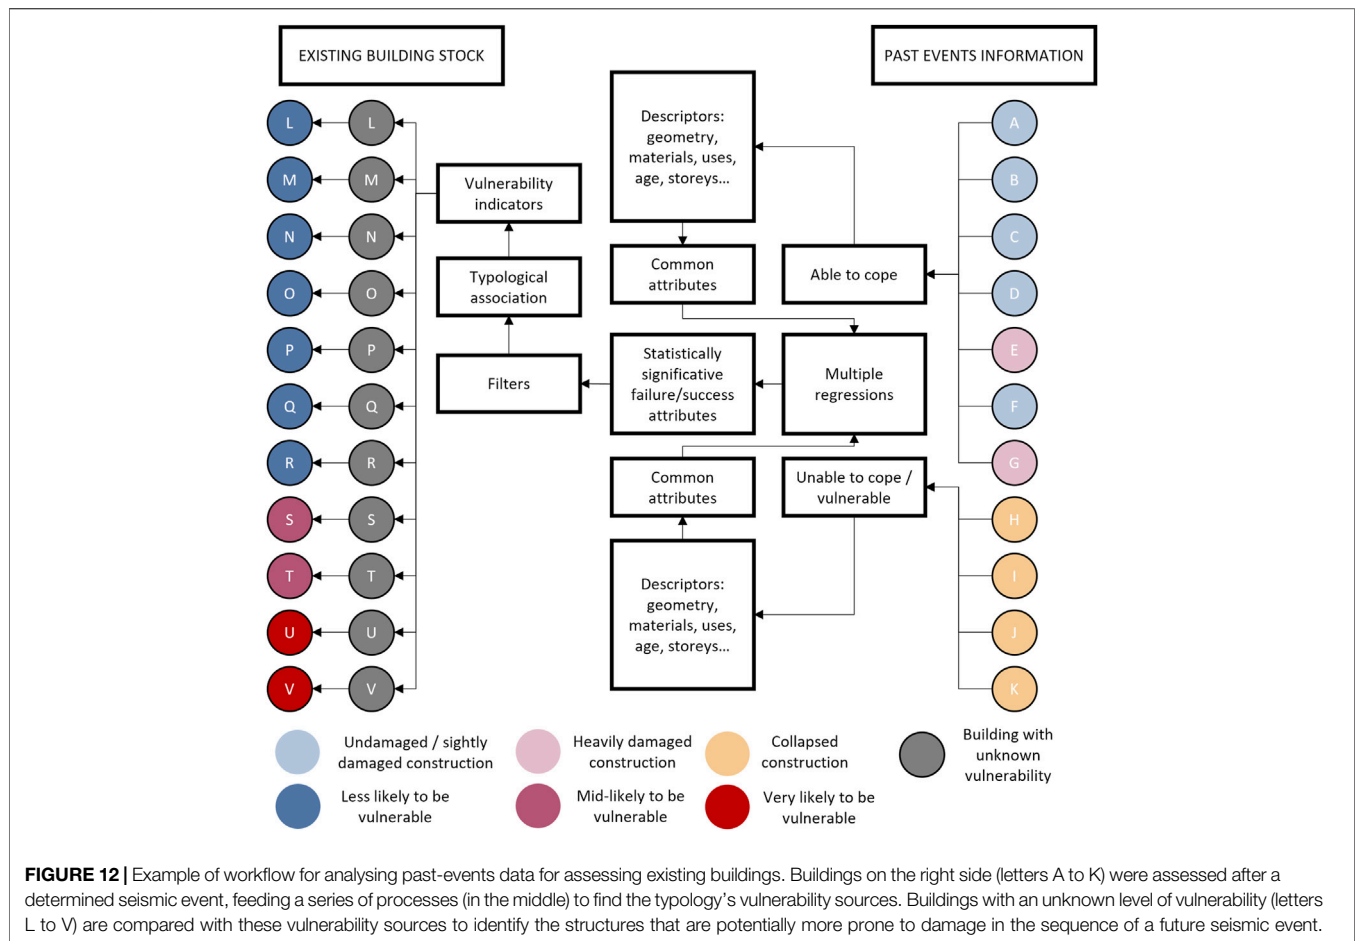 EXISTING BUILDING STOCK
PAST EVENTS INFORMATION
L
L
M
M
N
N
O
O
P
P
Q
Q
R
R
S
S
T
T
U
U
V
V
Vulnerability
indicators
Typological
association
Filters
Descriptors:
geometry,
materials, uses,
age, storeys...
Common
attributes
Statistically
significative
failure/success
attributes
Common
attributes
Descriptors:
geometry,
materials, uses,
age, storeys...
Able to cope
Multiple
regressions
Unable to cope /
vulnerable
A
B
C
D
E
F
G
H
I
J
K
Undamaged / sightly
damaged construction
Heavily damaged
construction
Collapsed
construction
Building with
unknown
vulnerability
Less likely to be
vulnerable
Mid-likely to be
vulnerable
Very likely to be
vulnerable
FIGURE 12 | Example of workflow for analysing past-events data for assessing existing buildings. Buildings on the right side (letters A to K) were assessed after a
determined seismic event, feeding a series of processes (in the middle) to find the typology's vulnerability sources. Buildings with an unknown level of vulnerability (letters
L to V) are compared with these vulnerability sources to identify the structures that are potentially more prone to damage in the sequence of a future seismic event.